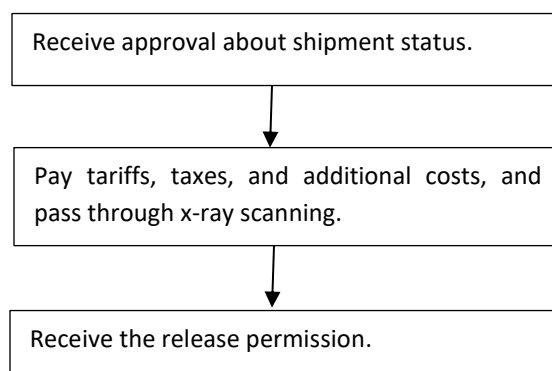 Receive approval about shipment status.
Pay tariffs, taxes, and additional costs, and
pass through x-ray scanning.
Receive the release permission.